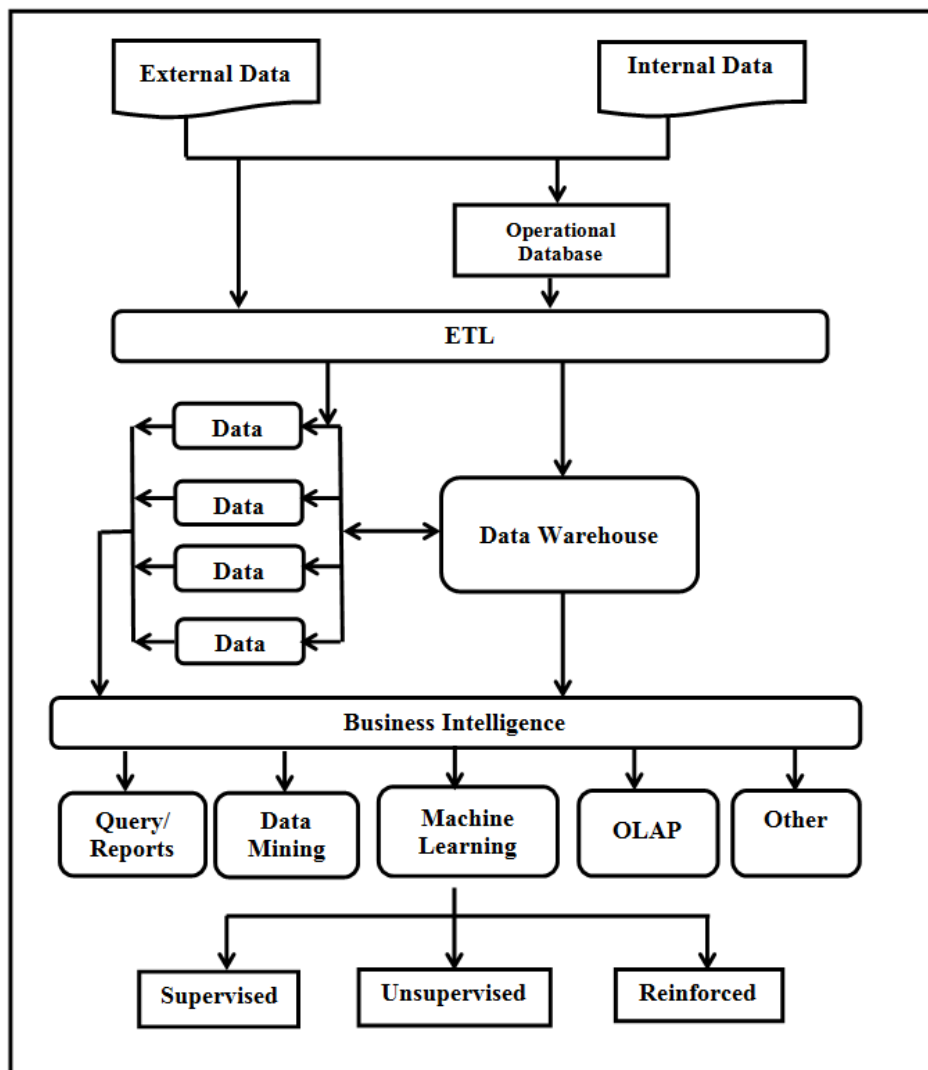 External Data
Internal Data
Operational
Database
ETL
Data
Data
Data
Data
Data Warehouse
Business Intelligence
Query/
Reports
Data
Mining
Machine
Learning
OLAP
Other
Supervised
Unsupervised
Reinforced